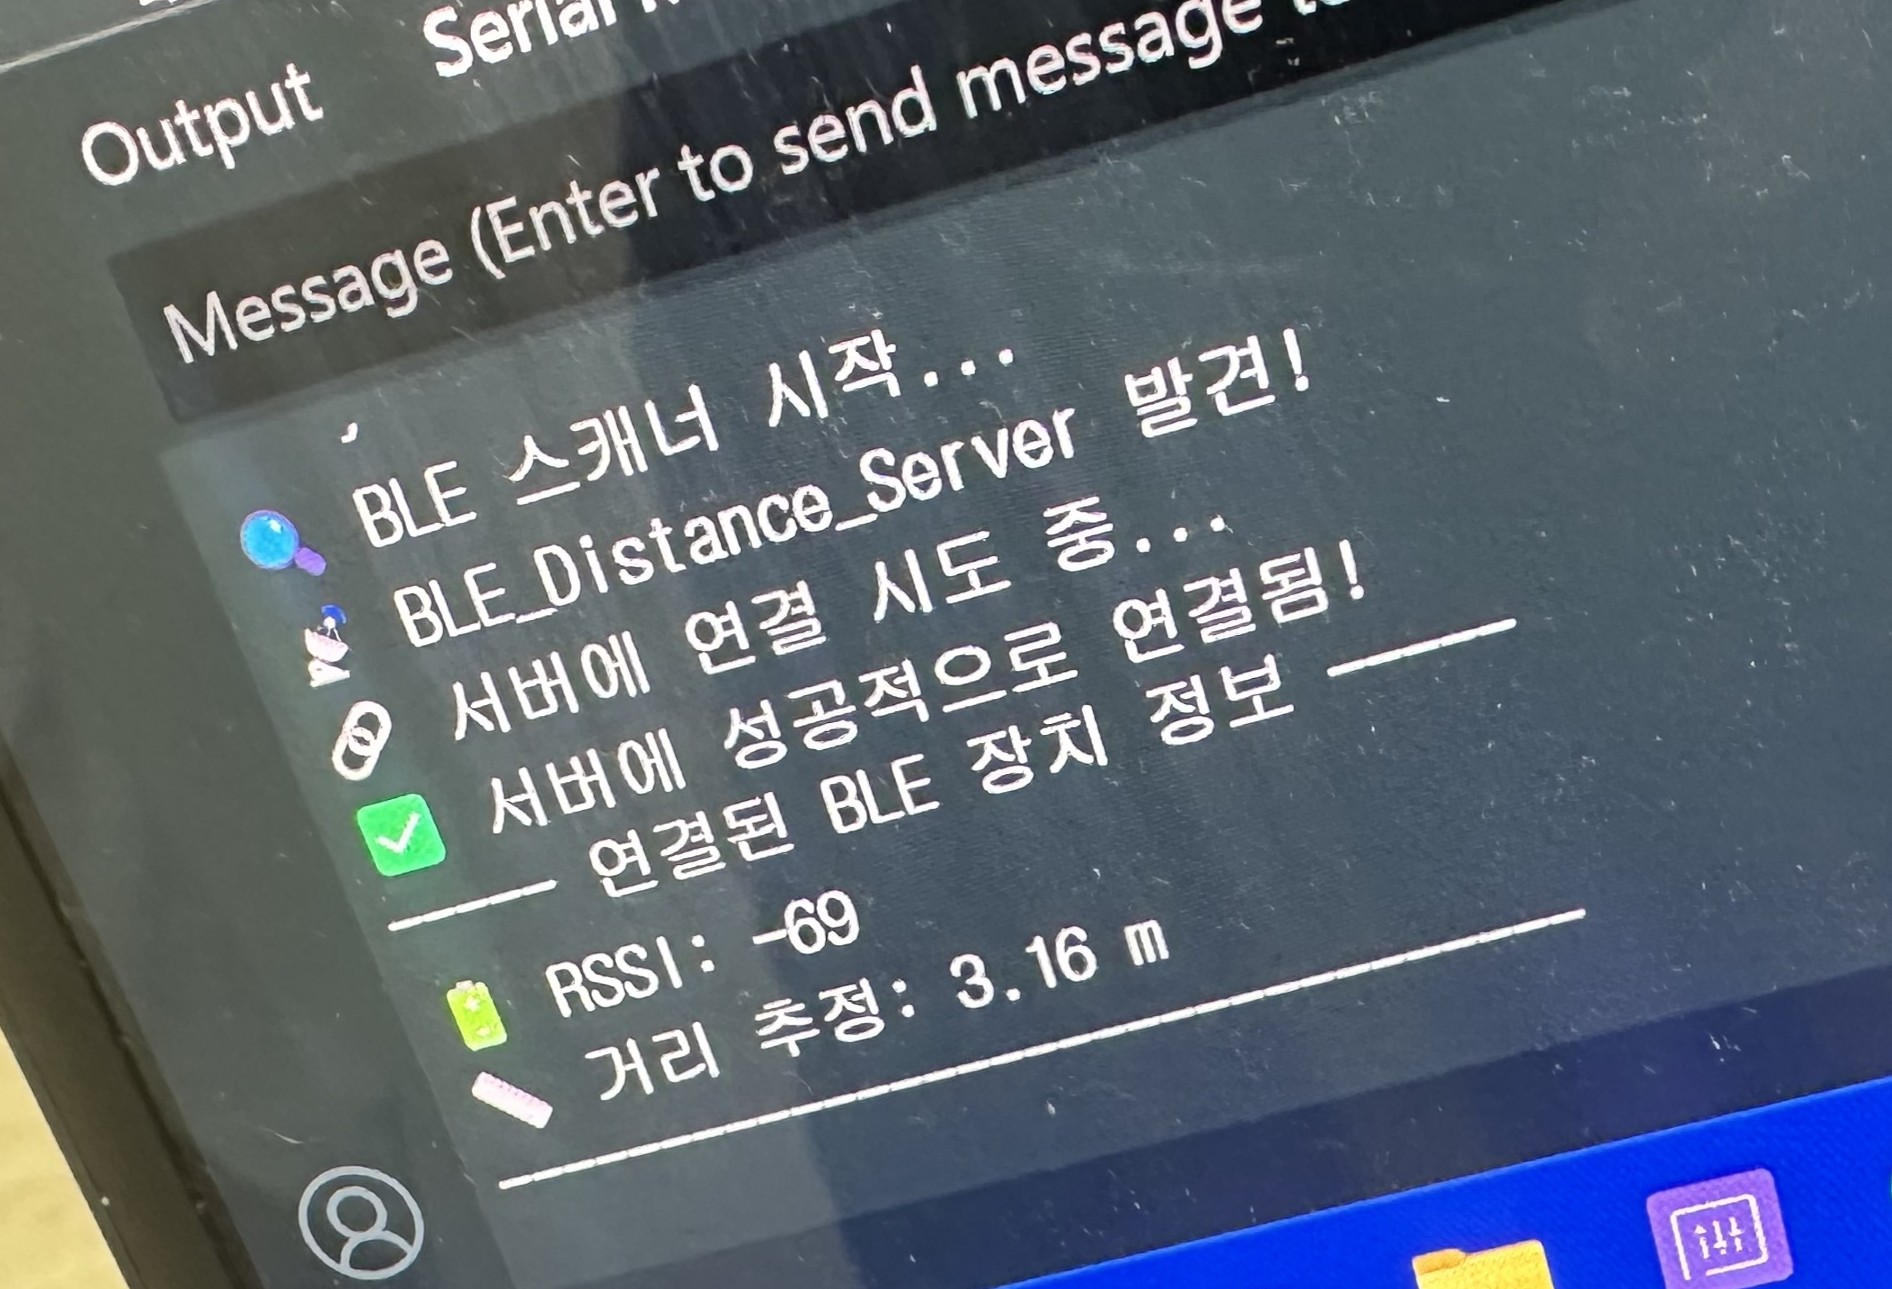 Output
Serial
Message (Enter to send message to
🔍 BLE 스캐너 시작...
📡 BLE_Distance_Server 발견!
🔗 서버에 연결 시도 중...
✅ 서버에 성공적으로 연결됨!
──── 연결된 BLE 장치 정보 ────
🔋 RSSI: -69
📏 거리 추정: 3.16 m